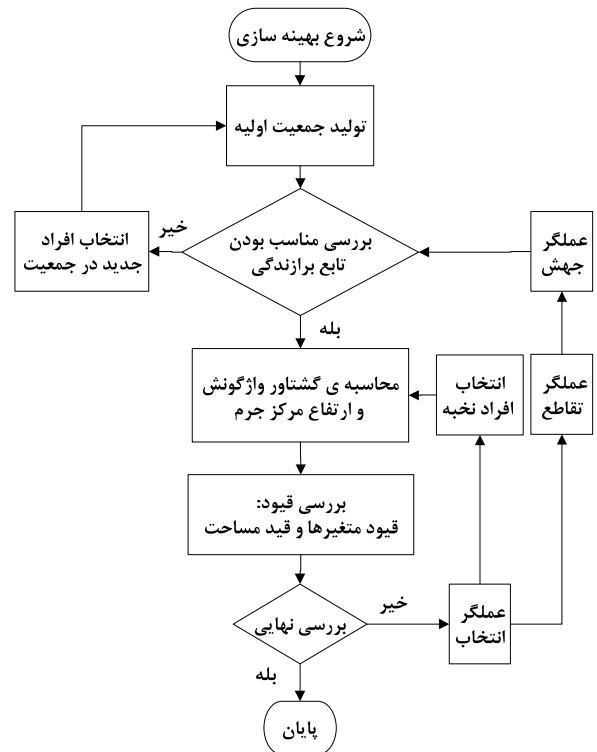 شروع بهینه سازی
تولید جمعیت اولیه
بررسی مناسب بودن
تابع برازندگی
خیر
انتخاب افراد
جدید در جمعیت
عملگر
جهش
بله
محاسبه ی گشتاور واژگونش
و ارتفاع مرکز جرم
انتخاب
افراد نخبه
عملگر
تقاطع
بررسی قیود:
قیود متغیرها و قید مساحت
بررسی نهایی
خیر
عملگر
انتخاب
بله
پایان